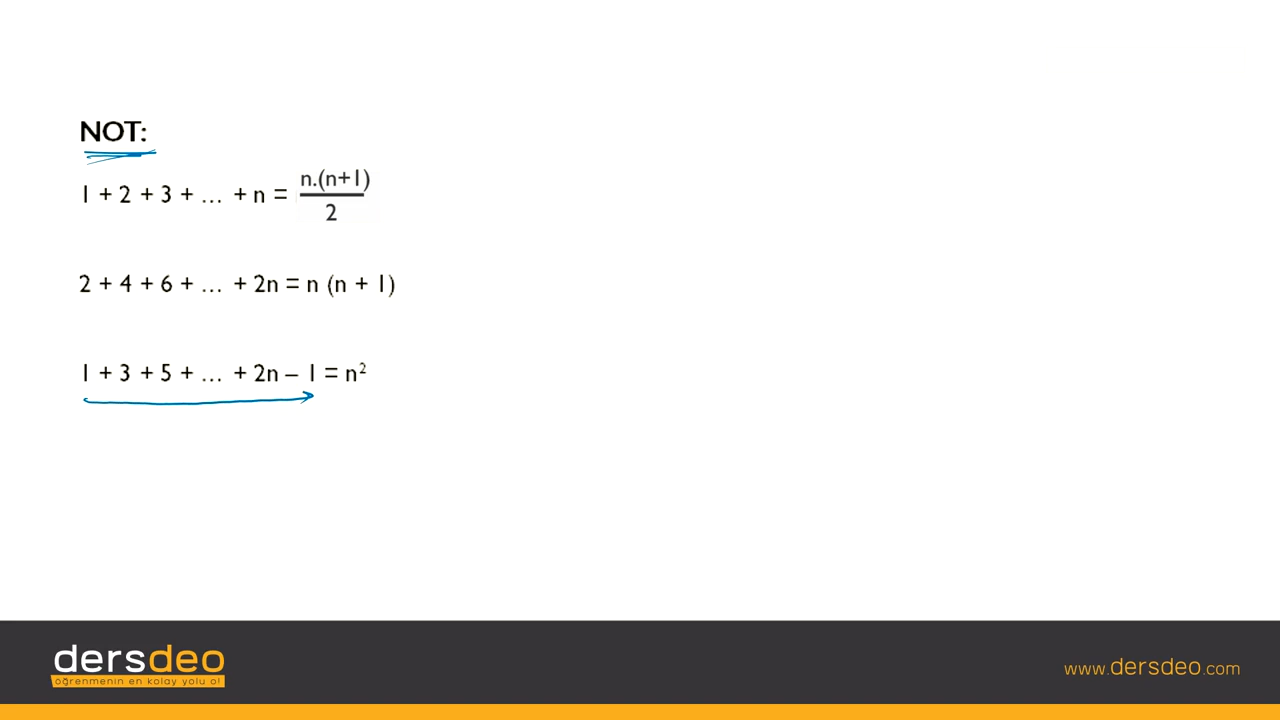 NOT:
1 + 2 + 3 + ... + n = n.(n+1)/2
2 + 4 + 6 + ... + 2n = n (n + 1)
1 + 3 + 5 + ... + 2n – 1 = n²
dersdeo
öğrenmenin en kolay yolu o!
www.dersdeo.com